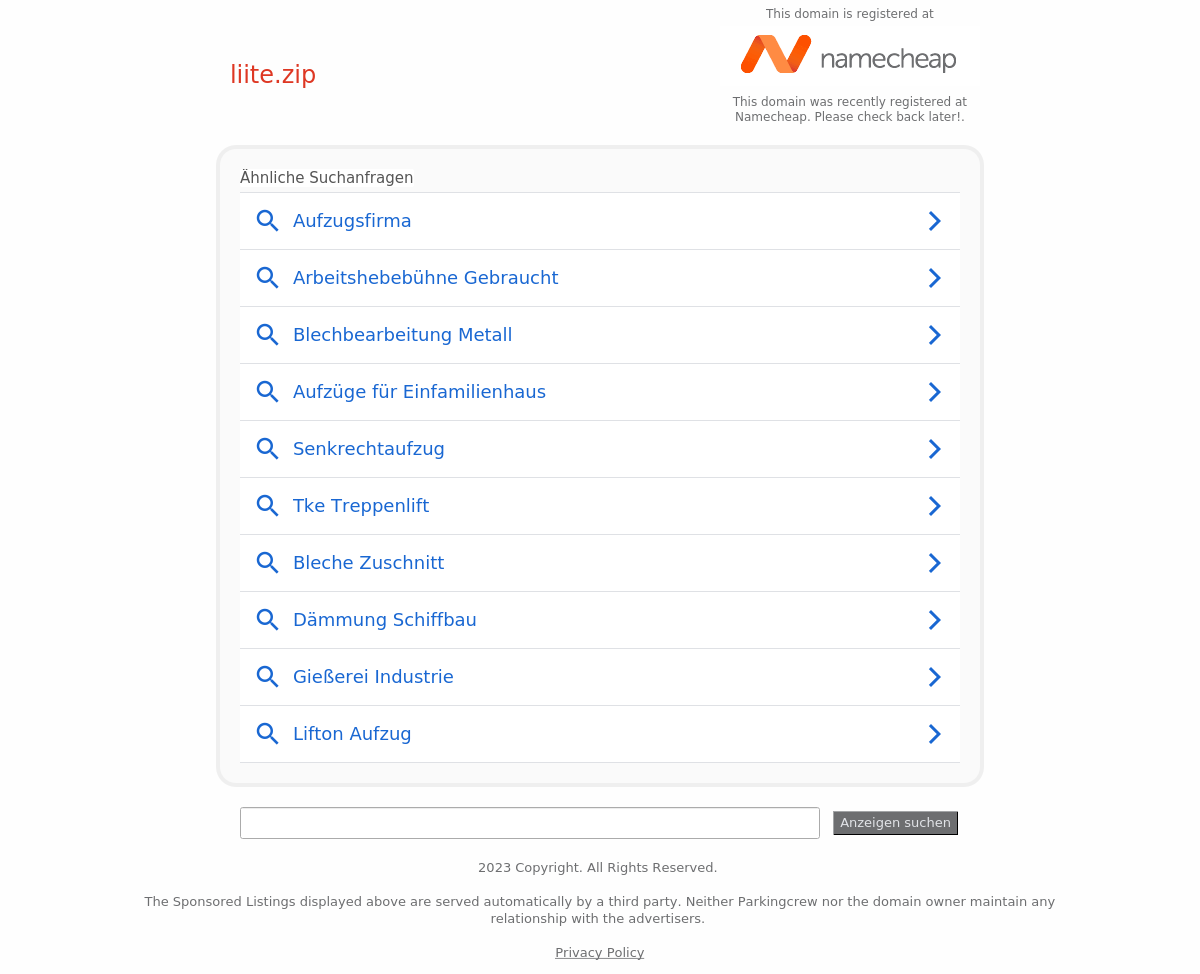 This domain is registered at
namecheap
liite.zip
This domain was recently registered at
Namecheap. Please check back later!.
Ähnliche Suchanfragen
Aufzugsfirma
Arbeitshebebühne Gebraucht
Blechbearbeitung Metall
Aufzüge für Einfamilienhaus
Senkrechtaufzug
Tke Treppenlift
Bleche Zuschnitt
Dämmung Schiffbau
Gießerei Industrie
Lifton Aufzug
Anzeigen suchen
2023 Copyright. All Rights Reserved.
The Sponsored Listings displayed above are served automatically by a third party. Neither Parkingcrew nor the domain owner maintain any
relationship with the advertisers.
Privacy Policy